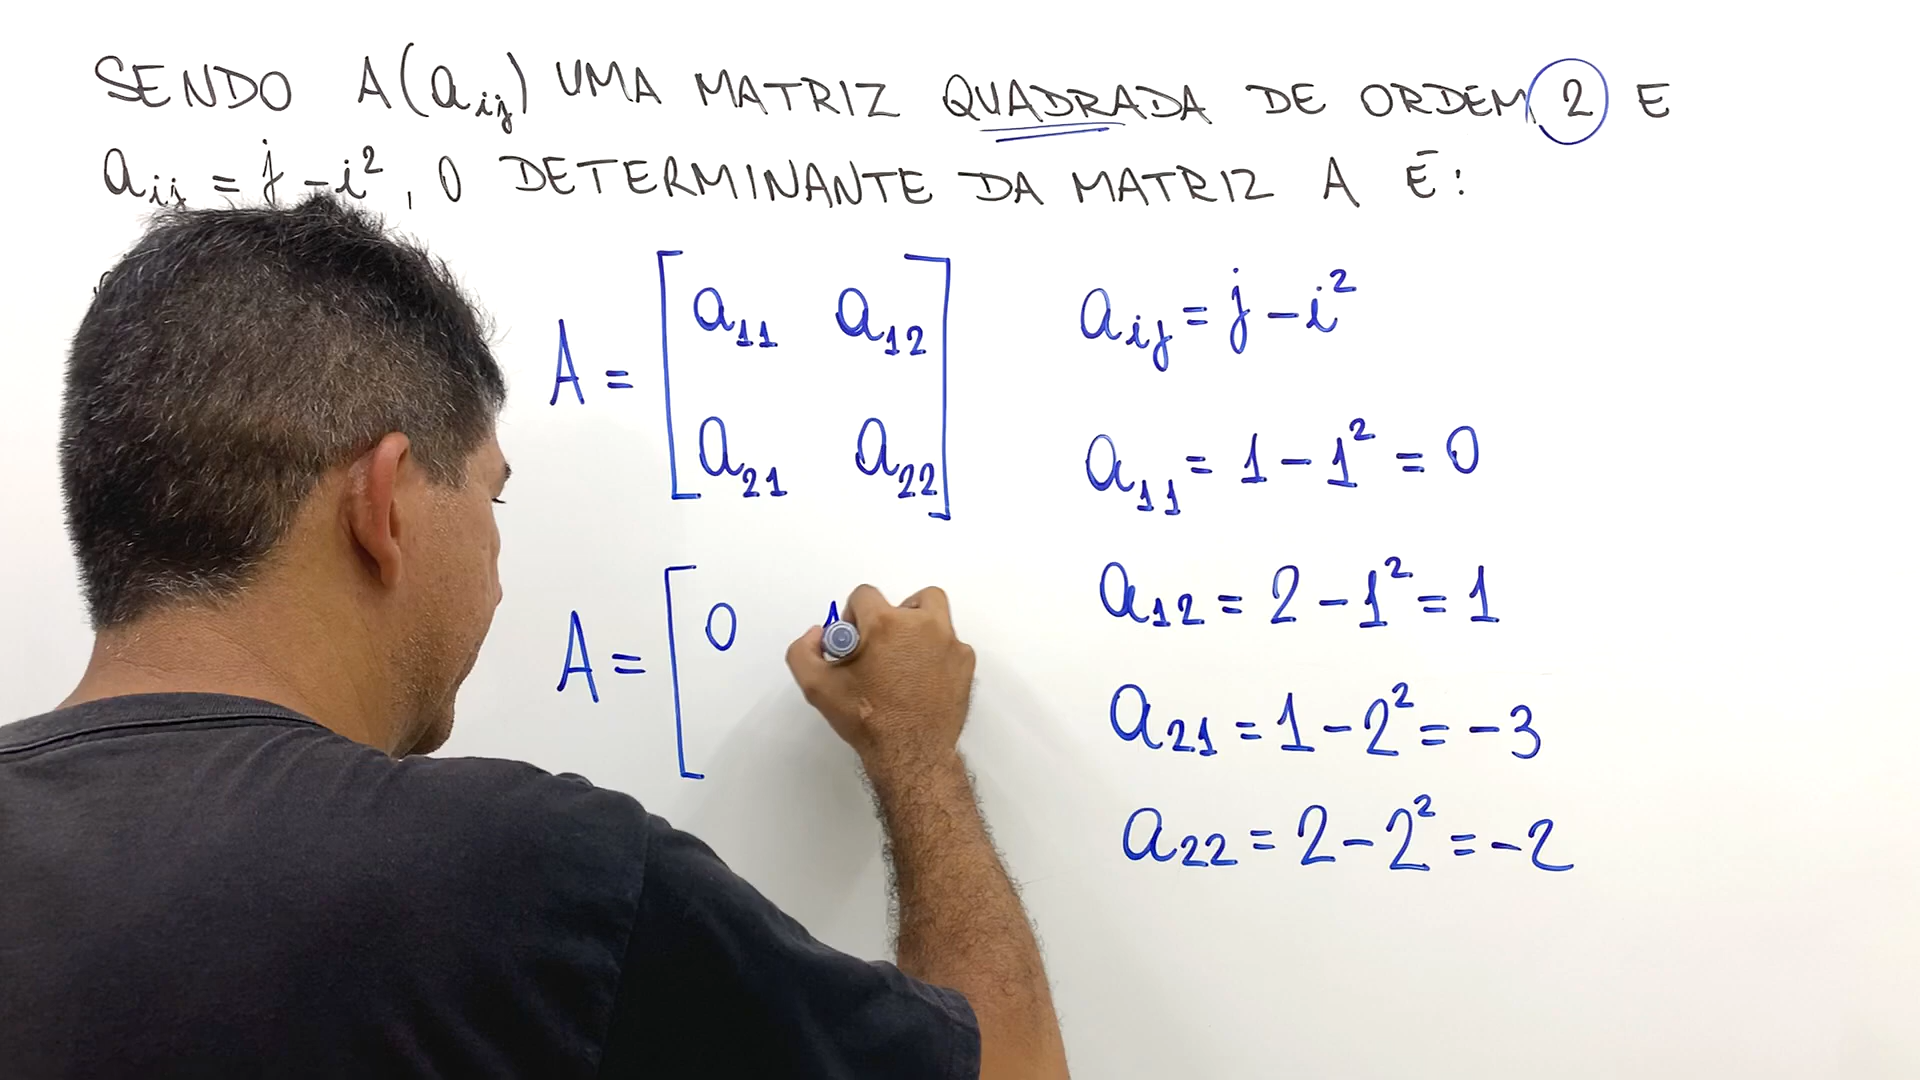 SENDO A(aij) UMA MATRIZ QUADRADA DE ORDEM 2 E
aij = j - i², O DETERMINANTE DA MATRIZ A É:
A = [a11 a12
a21 a22]
A = [0 1
aij = j - i²
a11 = 1 - 1² = 0
a12 = 2 - 1² = 1
a21 = 1 - 2² = -3
a22 = 2 - 2² = -2